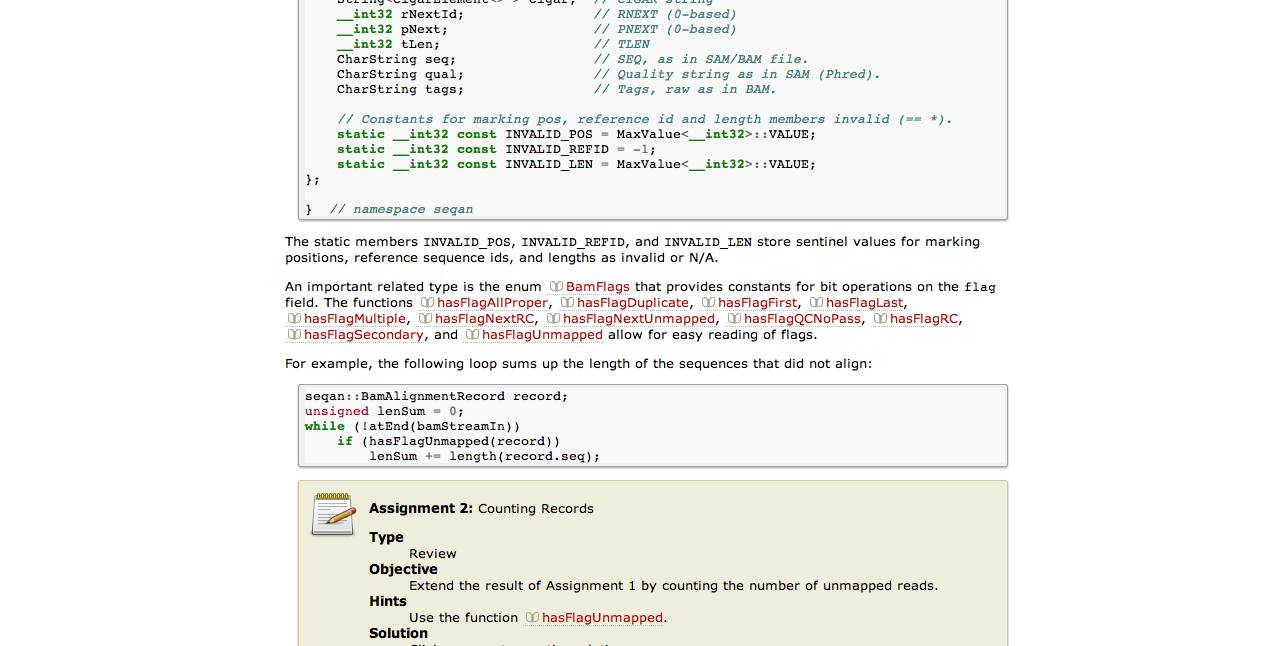 __int32 rNextId; // RNEXT (0-based)
__int32 pNext; // PNEXT (0-based)
__int32 tLen; // TLEN
CharString seq; // SEQ, as in SAM/BAM file.
CharString qual; // Quality string as in SAM (Phred).
CharString tags; // Tags, raw as in BAM.
// Constants for marking pos, reference id and length members invalid (== *).
static __int32 const INVALID_POS = MaxValue<__int32>::VALUE;
static __int32 const INVALID_REFID = -1;
static __int32 const INVALID_LEN = MaxValue<__int32>::VALUE;
};
} // namespace seqan
The static members INVALID_POS, INVALID_REFID, and INVALID_LEN store sentinel values for marking
positions, reference sequence ids, and lengths as invalid or N/A.
An important related type is the enum BamFlags that provides constants for bit operations on the flag
field. The functions hasFlagAllProper, hasFlagDuplicate, hasFlagFirst, hasFlagLast,
hasFlagMultiple, hasFlagNextRC, hasFlagNextUnmapped, hasFlagQCNoPass, hasFlagRC,
hasFlagSecondary, and hasFlagUnmapped allow for easy reading of flags.
For example, the following loop sums up the length of the sequences that did not align:
seqan::BamAlignmentRecord record;
unsigned lenSum = 0;
while (!atEnd(bamStreamIn))
if (hasFlagUnmapped(record))
lenSum += length(record.seq);
Assignment 2: Counting Records
Type
Review
Objective
Extend the result of Assignment 1 by counting the number of unmapped reads.
Hints
Use the function hasFlagUnmapped.
Solution